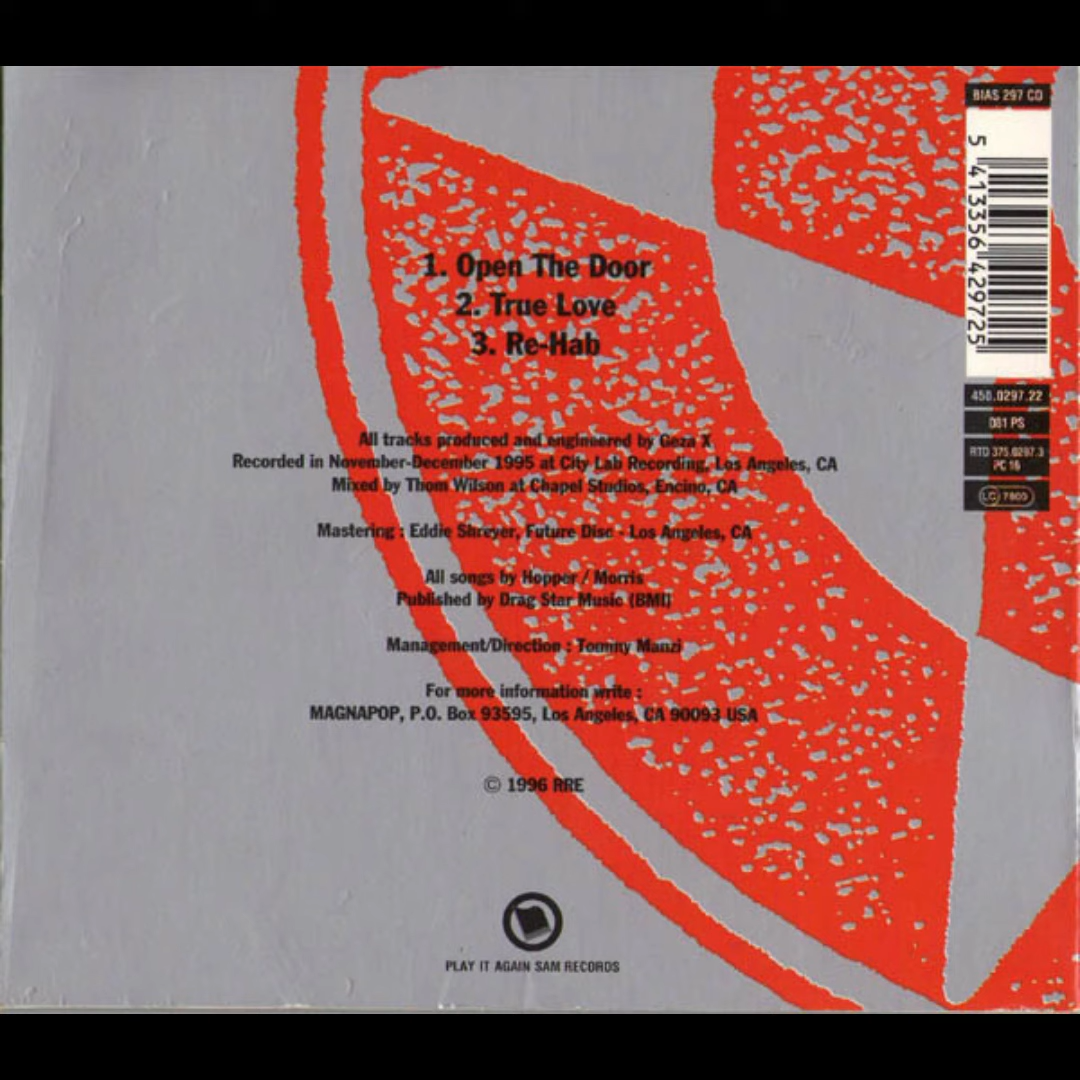 1. Open The Door
2. True Love
3. Re-Hab
All tracks produced and engineered by Geza X
Recorded in November-December 1995 at City Lab Recording, Los Angeles, CA
Mixed by Thom Wilson at Chapel Studios, Encino, CA
Mastering : Eddie Shreyer, Future Disc - Los Angeles, CA
All songs by Hopper / Morris
Published by Drag Star Music (BMI)
Management/Direction : Tommy Manzi
For more information write :
MAGNAPOP, P.O. Box 93595, Los Angeles, CA 90093 USA
© 1996 RRE
PLAY IT AGAIN SAM RECORDS
BIAS 297 CD
5 413356 429725
450.0297.22
081 PS
RTD 375.0297.3
PC 16
LC 7800